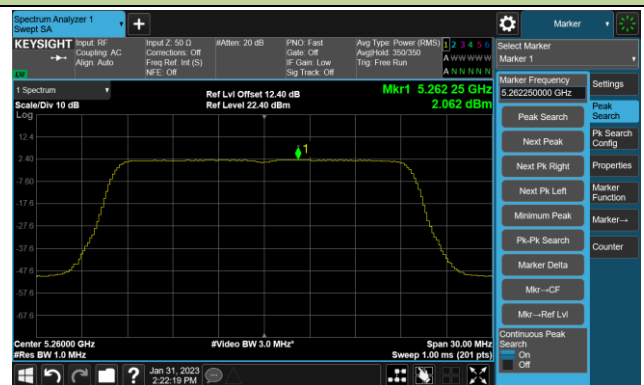 Spectrum Analyzer 1
Swept SA
+
Marker
KEYSIGHT
Input: RF
Coupling: AC
Align: Auto
Input Z: 50 Ω
Corrections: Off
Freq Ref: Int (S)
NFE: Off
#Atten: 20 dB
PNO: Fast
Gate: Off
IF Gain: Low
Sig Track: Off
Avg Type: Power (RMS)
Avg|Hold: 350/350
Trig: Free Run
1 2 3 4 5 6
A W W W W W
A N N N N N
LW
Select Marker
Marker 1
1 Spectrum
Scale/Div 10 dB
Log
Ref Lvl Offset 12.40 dB
Ref Level 22.40 dBm
Mkr1 5.262 25 GHz
2.062 dBm
1
12.4
2.40
-7.60
-17.6
-27.6
-37.6
-47.6
-57.6
-67.6
Center 5.26000 GHz
#Res BW 1.0 MHz
#Video BW 3.0 MHz*
Span 30.00 MHz
Sweep 1.00 ms (201 pts)
Marker Frequency
5.262250000 GHz
Peak Search
Next Peak
Next Pk Right
Next Pk Left
Minimum Peak
Pk-Pk Search
Marker Delta
Mkr→CF
Mkr→Ref Lvl
Continuous Peak
Search
On
Off
Settings
Peak
Search
Pk Search
Config
Properties
Marker
Function
Marker→
Counter
?
Jan 31, 2023
2:22:19 PM